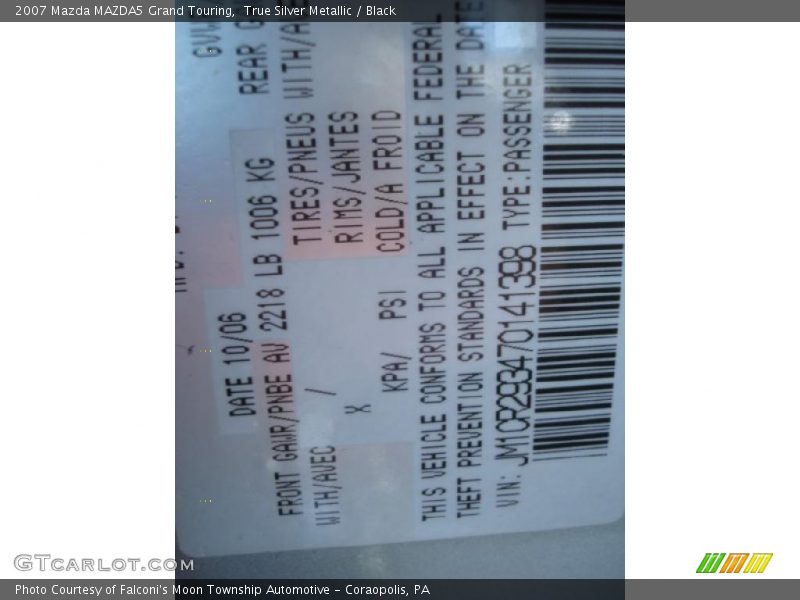 2007 Mazda MAZDA5 Grand Touring, True Silver Metallic / Black
GVW
DATE 10/06 REAR G
FRONT GAWR/PNBE AV 2218 LB 1006 KG
WITH/AVEC / TIRES/PNEUS WITH/A
X RIMS/JANTES
KPA/ PSI COLD/A FROID
THIS VEHICLE CONFORMS TO ALL APPLICABLE FEDERAL
THEFT PREVENTION STANDARDS IN EFFECT ON THE DATE
VIN: JM1CR293470141398 TYPE:PASSENGER
GTcarlot.com
Photo Courtesy of Falconi's Moon Township Automotive - Coraopolis, PA